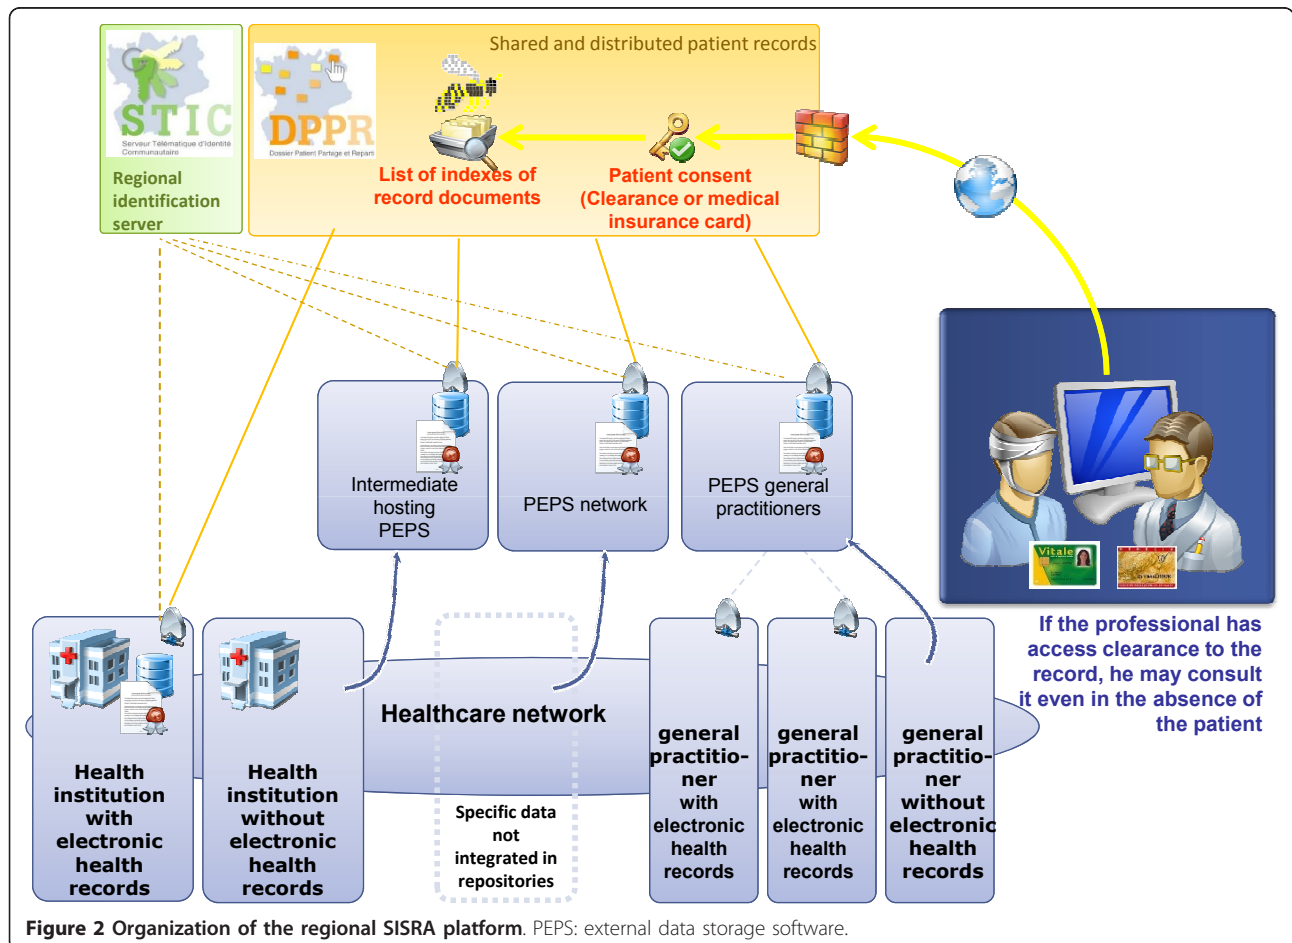 Shared and distributed patient records
STIC
Serveur Télématique d'Identité
Communautaire
DPPR
Dossier Patient Partagé et Réparti
Regional
identification
server
List of indexes of
record documents
Patient consent
(Clearance or medical
insurance card)
Intermediate
hosting
PEPS
PEPS network
PEPS general
practitioners
Vitale
If the professional has
access clearance to the
record, he may consult
it even in the absence of
the patient
Healthcare network
Health
institution
with
electronic
health
records
Health
institution
without
electronic
health
records
Specific data
not
integrated in
repositories
general
practitio-
ner
with
electronic
health
records
general
practitio-
ner
with
electronic
health
records
general
practitio-
ner
without
electronic
health
records
Figure 2 Organization of the regional SISRA platform. PEPS: external data storage software.